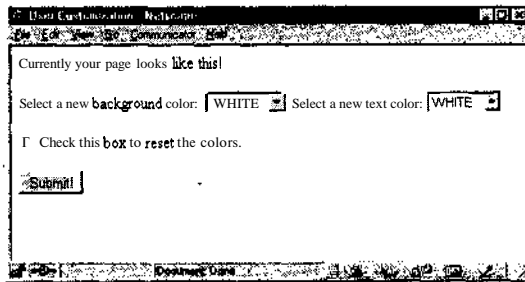 User Customization - Netscape
File Edit View Go Communicator Help
Currently your page looks like this!
Select a new background color: WHITE Select a new text color: WHITE
Check this box to reset the colors.
Submit!
Document: Done